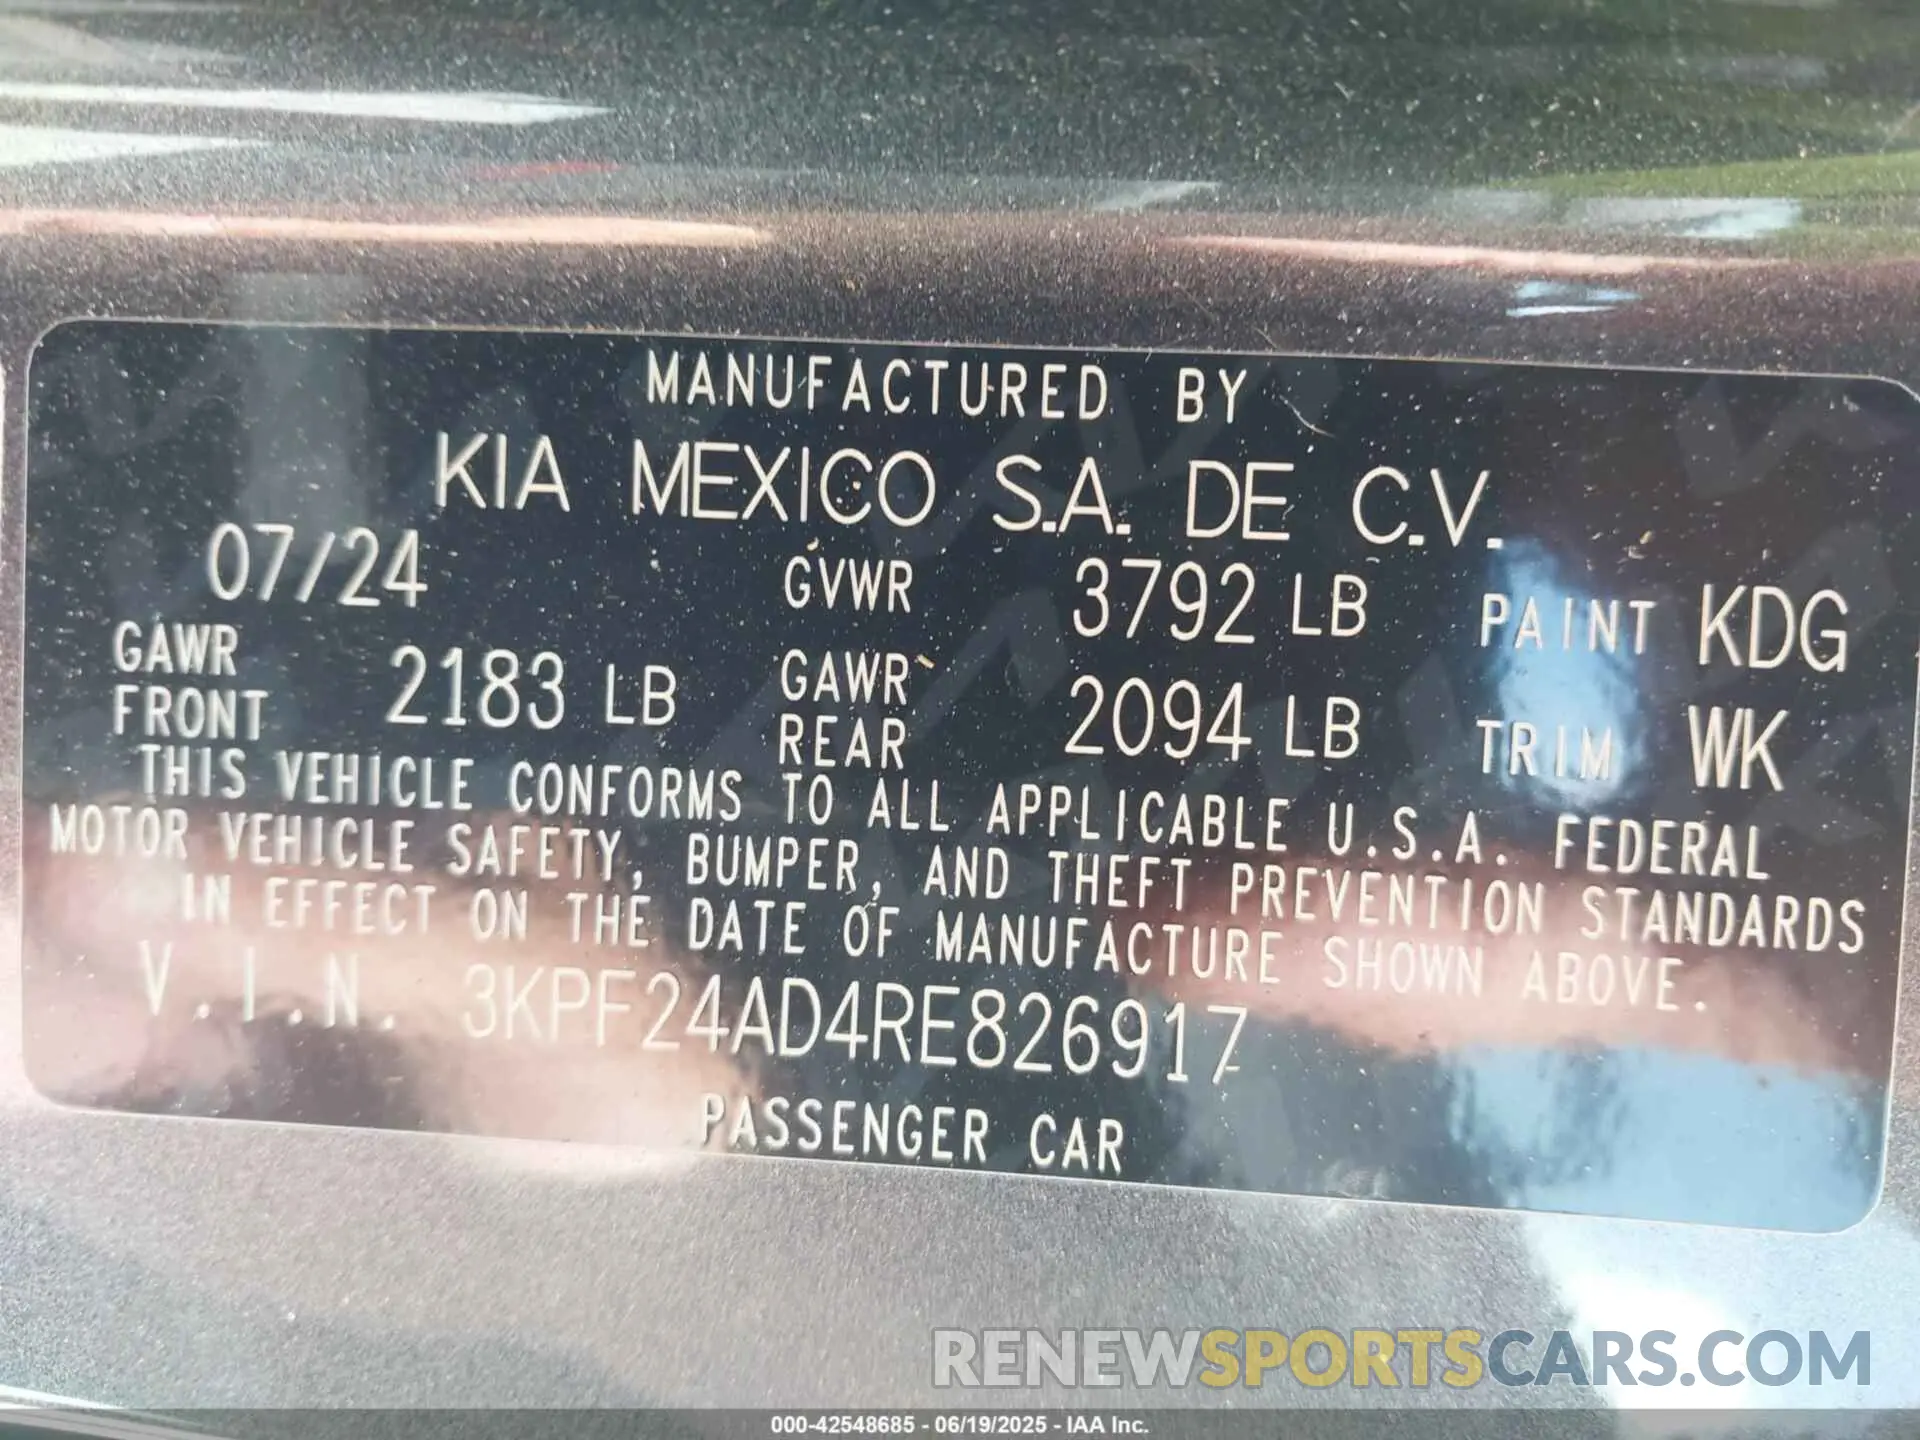 MANUFACTURED BY
KIA MEXICO S.A. DE C.V.
07/24 GVWR 3792 LB PAINT KDG
GAWR FRONT 2183 LB GAWR REAR 2094 LB TRIM WK
THIS VEHICLE CONFORMS TO ALL APPLICABLE U.S.A. FEDERAL
MOTOR VEHICLE SAFETY, BUMPER, AND THEFT PREVENTION STANDARDS
IN EFFECT ON THE DATE OF MANUFACTURE SHOWN ABOVE.
V.I.N. 3KPF24AD4RE826917
PASSENGER CAR
RENEWSPORTSCARS.COM
000-42548685 - 06/19/2025 - IAA Inc.